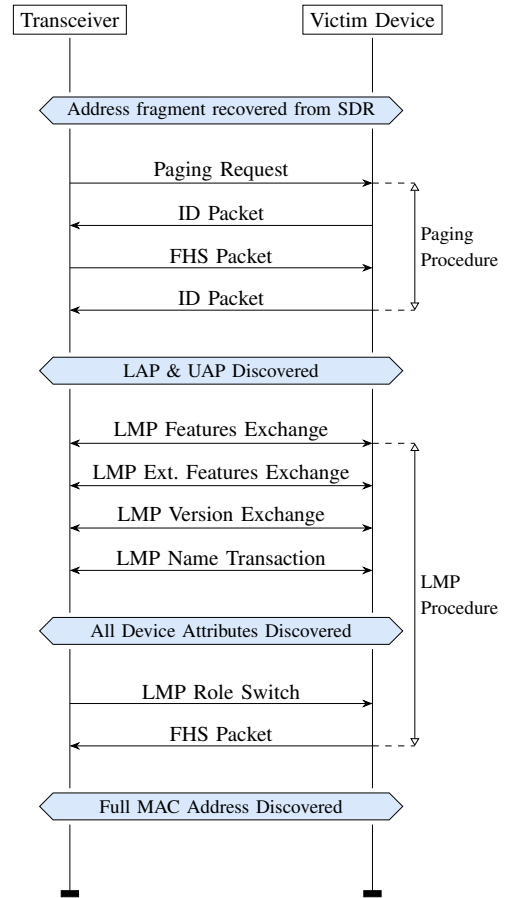 Transceiver
Victim Device
Address fragment recovered from SDR
Paging Request
ID Packet
Paging
FHS Packet
Procedure
ID Packet
LAP & UAP Discovered
LMP Features Exchange
LMP Ext. Features Exchange
LMP Version Exchange
LMP Name Transaction
LMP
Procedure
All Device Attributes Discovered
LMP Role Switch
FHS Packet
Full MAC Address Discovered